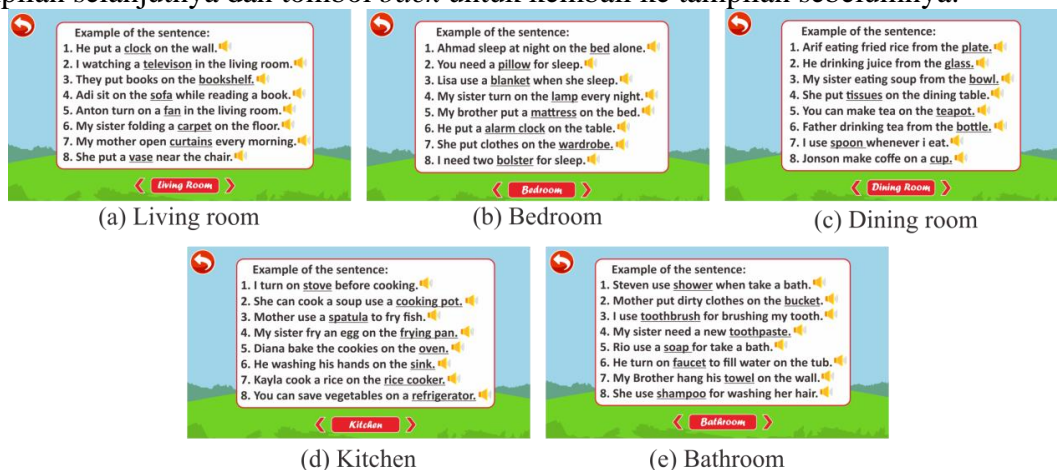 selanjutnya dan tombol back untuk kembali ke tampilan sebelumnya.
Example of the sentence:
1. He put a clock on the wall.
2. I watching a televison in the living room.
3. They put books on the bookshelf.
4. Adi sit on the sofa while reading a book.
5. Anton turn on a fan in the living room.
6. My sister folding a carpet on the floor.
7. My mother open curtains every morning.
8. She put a vase near the chair.
Living Room
(a) Living room
Example of the sentence:
1. Ahmad sleep at night on the bed alone.
2. You need a pillow for sleep.
3. Lisa use a blanket when she sleep.
4. My sister turn on the lamp every night.
5. My brother put a mattress on the bed.
6. He put a alarm clock on the table.
7. She put clothes on the wardrobe.
8. I need two bolster for sleep.
Bedroom
(b) Bedroom
Example of the sentence:
1. Arif eating fried rice from the plate.
2. He drinking juice from the glass.
3. My sister eating soup from the bowl.
4. She put tissues on the dining table.
5. You can make tea on the teapot.
6. Father drinking tea from the bottle.
7. I use spoon whenever i eat.
8. Jonson make coffe on a cup.
Dining Room
(c) Dining room
Example of the sentence:
1. I turn on stove before cooking.
2. She can cook a soup use a cooking pot.
3. Mother use a spatula to fry fish.
4. My sister fry an egg on the frying pan.
5. Diana bake the cookies on the oven.
6. He washing his hands on the sink.
7. Kayla cook a rice on the rice cooker.
8. You can save vegetables on a refrigerator.
Kitchen
(d) Kitchen
Example of the sentence:
1. Steven use shower when take a bath.
2. Mother put dirty clothes on the bucket.
3. I use toothbrush for brushing my tooth.
4. My sister need a new toothpaste.
5. Rio use a soap for take a bath.
6. He turn on faucet to fill water on the tub.
7. My Brother hang his towel on the wall.
8. She use shampoo for washing her hair.
Bathroom
(e) Bathroom